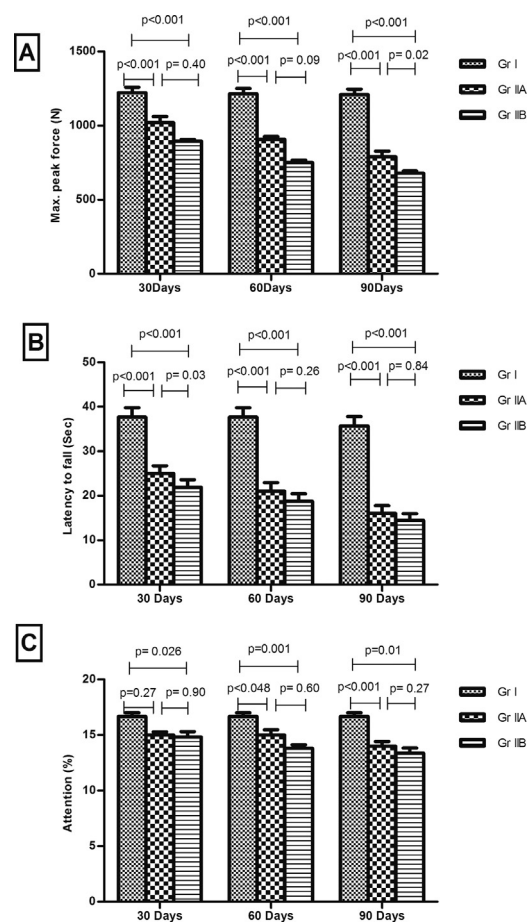 A
p<0.001 p<0.001 p<0.001
p<0.001 p= 0.40 p<0.001 p= 0.09 p<0.001 p= 0.02
Max. peak force (N)
1500
1000
500
0
30Days 60Days 90Days
Gr I
Gr IIA
Gr IIB
B
p<0.001 p<0.001 p<0.001
p<0.001 p= 0.03 p<0.001 p= 0.26 p<0.001 p= 0.84
Latency to fall (Sec)
50
40
30
20
10
0
30 Days 60 Days 90 Days
Gr I
Gr IIA
Gr IIB
C
p= 0.026 p=0.001 p=0.01
p=0.27 p= 0.90 p<0.048 p= 0.60 p<0.001 p= 0.27
Attention (%)
20
15
10
5
0
30 Days 60 Days 90 Days
Gr I
Gr IIA
Gr IIB